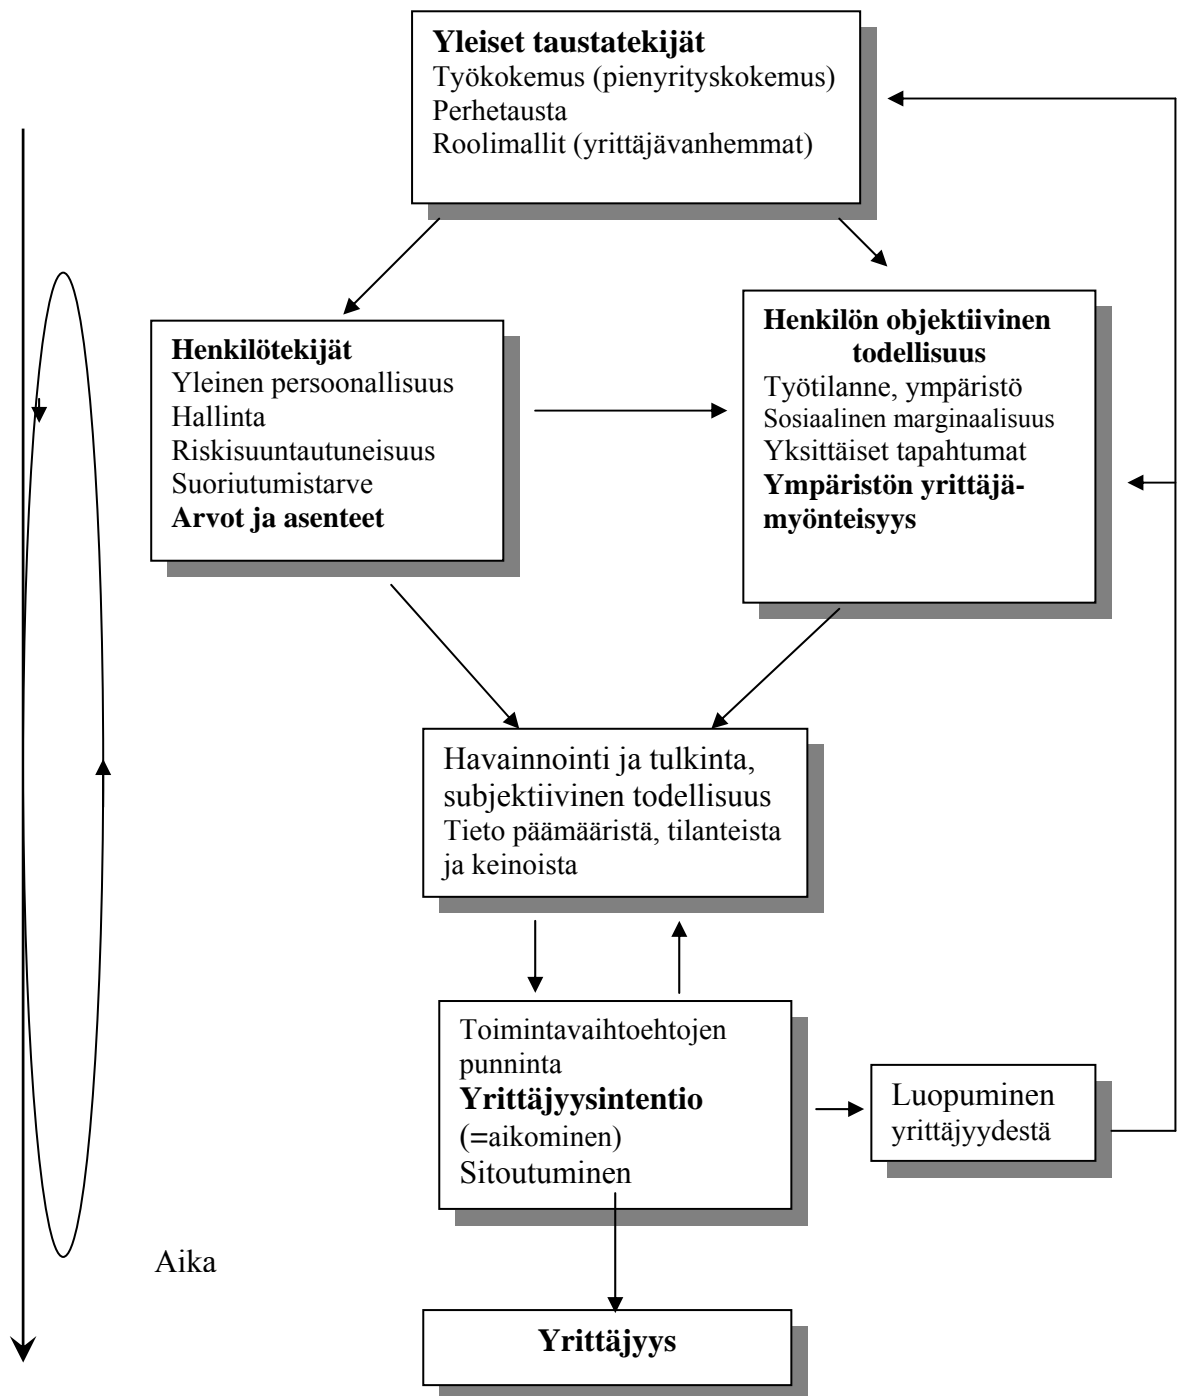 Yleiset taustatekijät
Työkokemus (pienyrityskokemus)
Perhetausta
Roolimallit (yrittäjävanhemmat)
Henkilötekijät
Yleinen persoonallisuus
Hallinta
Riskisuuntautuneisuus
Suoriutumistarve
Arvot ja asenteet
Henkilön objektiivinen
todellisuus
Työtilanne, ympäristö
Sosiaalinen marginaalisuus
Yksittäiset tapahtumat
Ympäristön yrittäjä-
myönteisyys
Havainnointi ja tulkinta,
subjektiivinen todellisuus
Tieto päämääristä, tilanteista
ja keinoista
Toimintavaihtoehtojen
punninta
Yrittäjyysintentio
(=aikominen)
Sitoutuminen
Luopuminen
yrittäjyydestä
Aika
Yrittäjyys